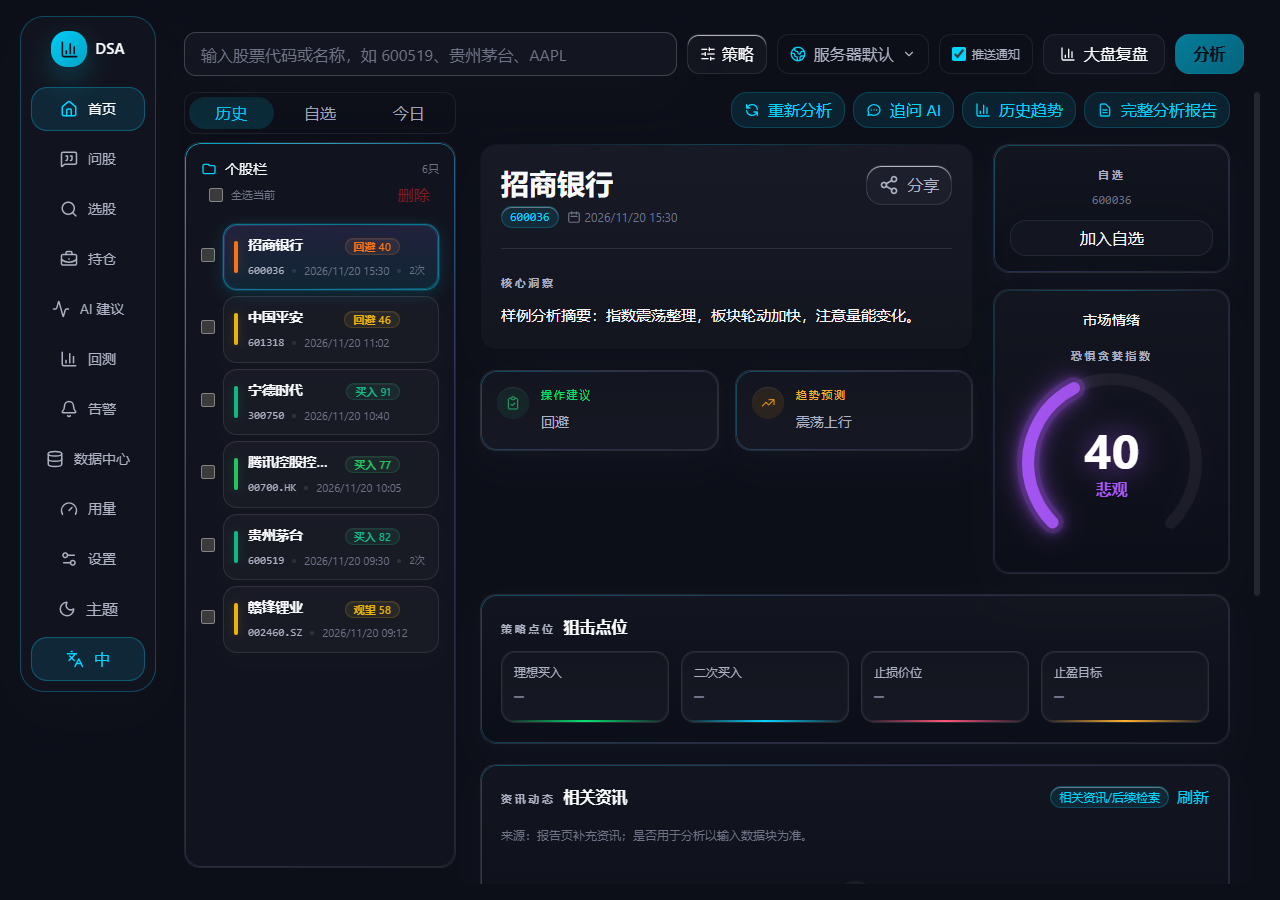 DSA
首页
问股
选股
持仓
AI 建议
回测
告警
数据中心
用量
设置
主题
中
输入股票代码或名称，如 600519、贵州茅台、AAPL
策略
服务器默认
推送通知
大盘复盘
分析
历史
自选
今日
重新分析
追问 AI
历史趋势
完整分析报告
个股栏
6只
全选当前
删除
招商银行
回避 40
600036 • 2026/11/20 15:30 • 2次
中国平安
回避 46
601318 • 2026/11/20 11:02
宁德时代
买入 91
300750 • 2026/11/20 10:40
腾讯控股控...
买入 77
00700.HK • 2026/11/20 10:05
贵州茅台
买入 82
600519 • 2026/11/20 09:30 • 2次
赣锋锂业
观望 58
002460.SZ • 2026/11/20 09:12
招商银行
分享
600036
2026/11/20 15:30
核心洞察
样例分析摘要：指数震荡整理，板块轮动加快，注意量能变化。
操作建议
回避
趋势预测
震荡上行
自选
600036
加入自选
市场情绪
恐惧贪婪指数
40
悲观
策略点位 狙击点位
理想买入
—
二次买入
—
止损价位
—
止盈目标
—
资讯动态 相关资讯
相关资讯/后续检索
刷新
来源：报告页补充资讯；是否用于分析以输入数据块为准。